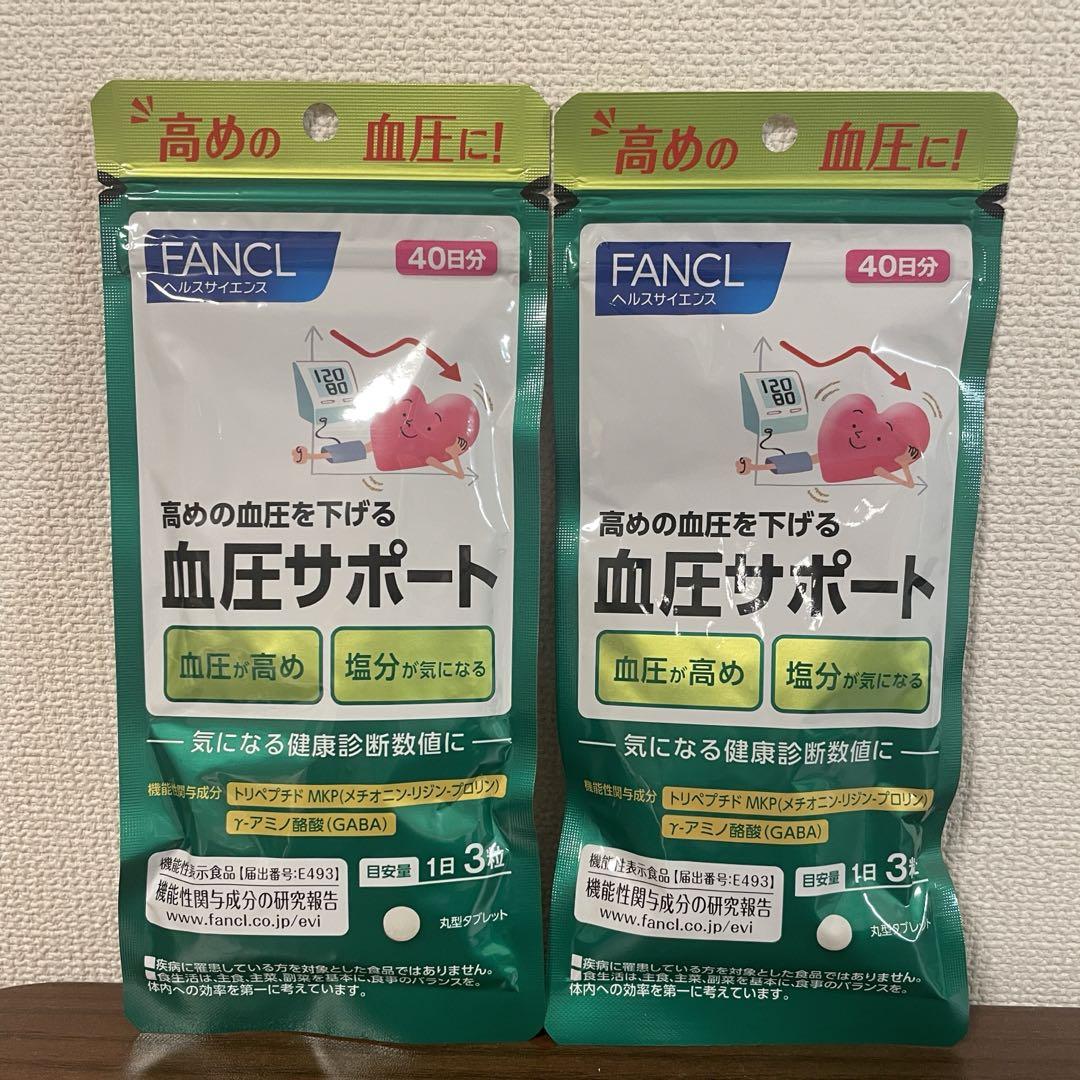 高めの 血圧に!
FANCL
ヘルスサイエンス
40日分
120
80
高めの血圧を下げる
血圧サポート
血圧が高め
塩分が気になる
気になる健康診断数値に
機能性関与成分
トリペプチド MKP(メチオニン-リジン-プロリン)
γ-アミノ酪酸(GABA)
機能性表示食品【届出番号:E493】
機能性関与成分の研究報告
www.fancl.co.jp/evi
目安量 1日 3粒
丸型タブレット
■疾病に罹患している方を対象とした食品ではありません。
■食生活は、主食、主菜、副菜を基本に、食事のバランスを。
体内への効率を第一に考えています。
高めの 血圧に!
FANCL
ヘルスサイエンス
40日分
120
80
高めの血圧を下げる
血圧サポート
血圧が高め
塩分が気になる
気になる健康診断数値に
機能性関与成分
トリペプチド MKP(メチオニン-リジン-プロリン)
γ-アミノ酪酸(GABA)
機能性表示食品【届出番号:E493】
機能性関与成分の研究報告
www.fancl.co.jp/evi
目安量 1日 3粒
丸型タブレット
■疾病に罹患している方を対象とした食品ではありません。
■食生活は、主食、主菜、副菜を基本に、食事のバランスを。
体内への効率を第一に考えています。